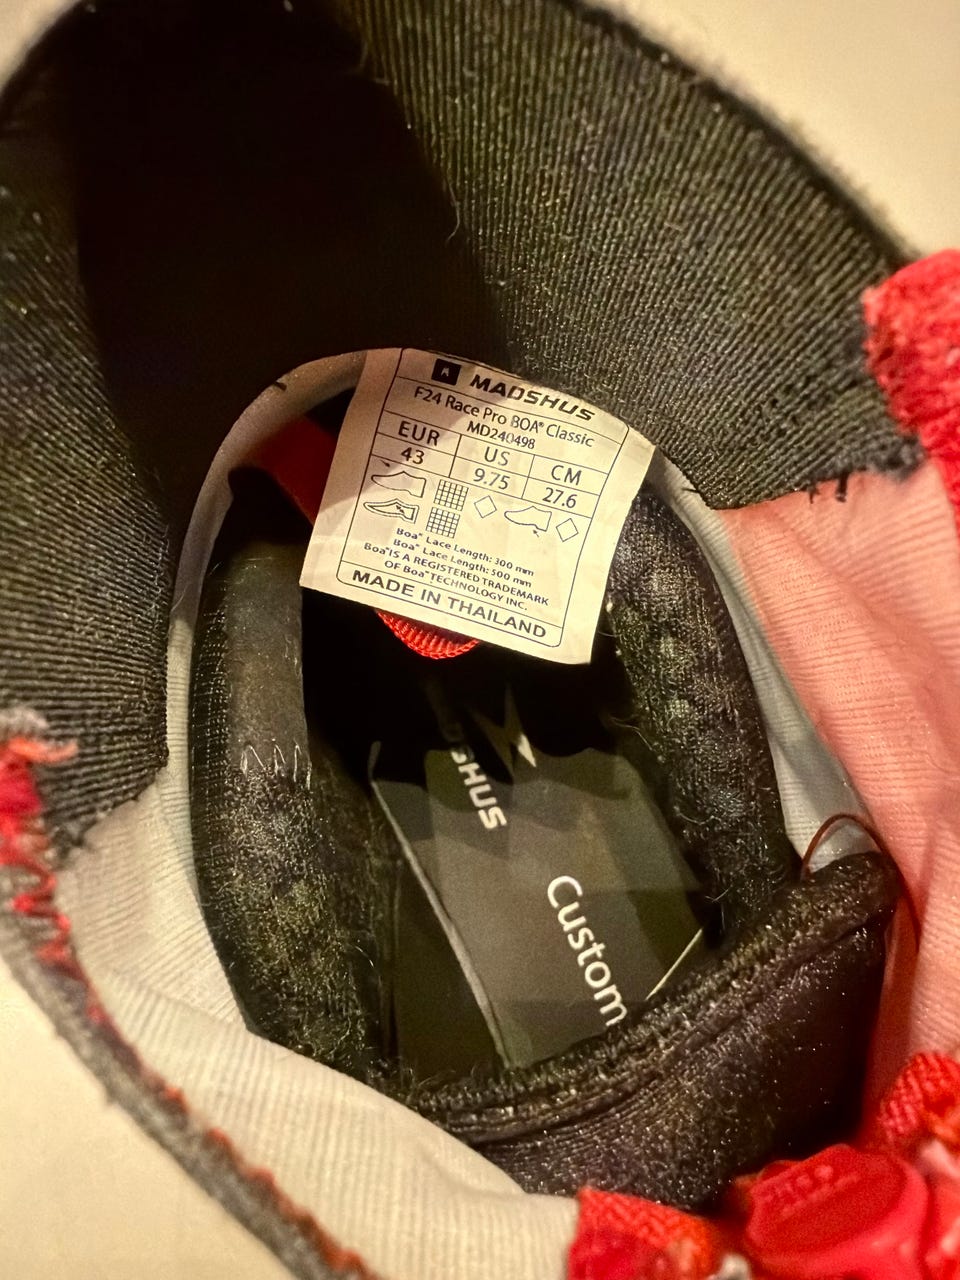 MADSHUS
F24 Race Pro BOA® Classic
MD240498
EUR US CM
43 9.75 27.6
Boa® Lace Length: 300 mm
Boa® Lace Length: 500 mm
Boa®IS A REGISTERED TRADEMARK
OF Boa® TECHNOLOGY INC.
MADE IN THAILAND
DSHUS
Custom